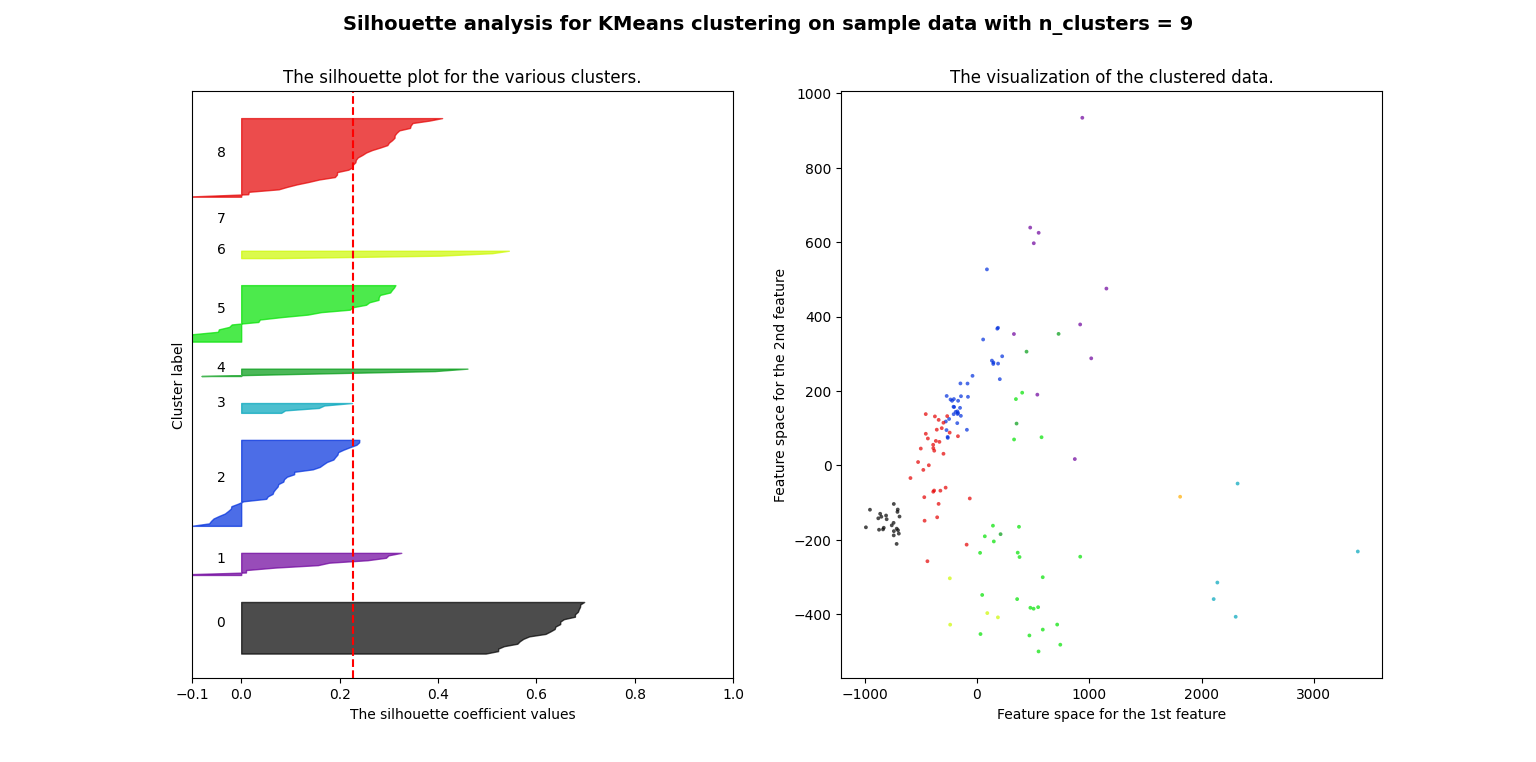 Silhouette analysis for KMeans clustering on sample data with n_clusters = 9
The silhouette plot for the various clusters.
Cluster label
8
7
6
5
4
3
2
1
0
−0.1 0.0 0.2 0.4 0.6 0.8 1.0
The silhouette coefficient values
The visualization of the clustered data.
Feature space for the 2nd feature
1000
800
600
400
200
0
−200
−400
−1000 0 1000 2000 3000
Feature space for the 1st feature